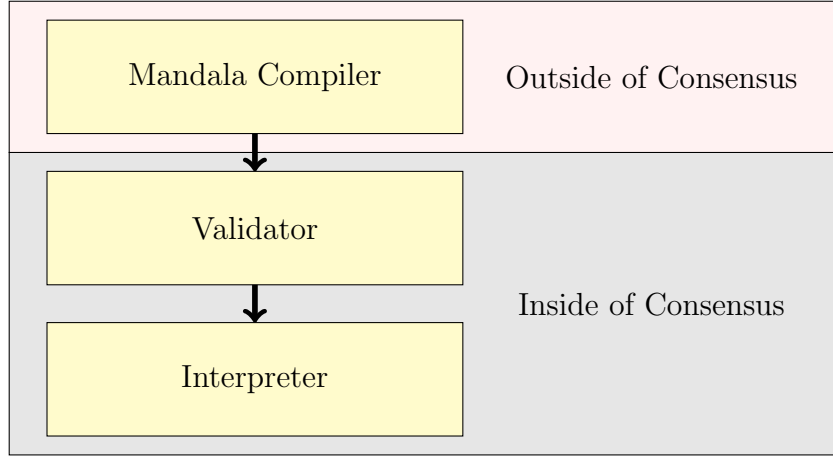 Mandala Compiler
Outside of Consensus
Validator
Inside of Consensus
Interpreter